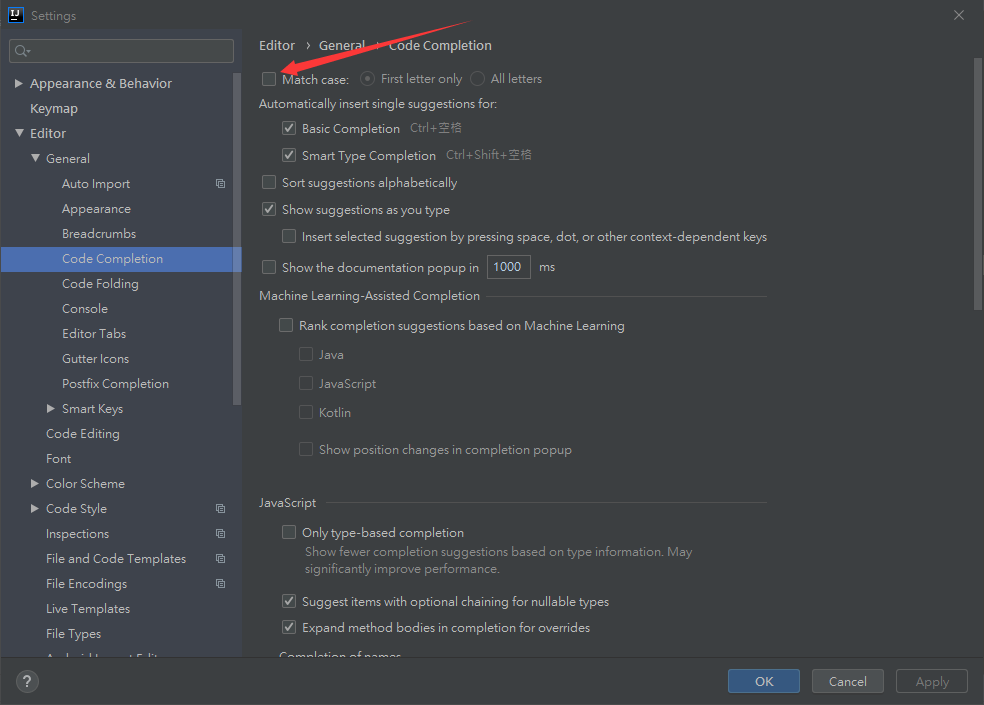 Settings
Appearance & Behavior
Keymap
Editor
General
Auto Import
Appearance
Breadcrumbs
Code Completion
Code Folding
Console
Editor Tabs
Gutter Icons
Postfix Completion
Smart Keys
Code Editing
Font
Color Scheme
Code Style
Inspections
File and Code Templates
File Encodings
Live Templates
File Types
Editor › General › Code Completion
Match case: First letter only All letters
Automatically insert single suggestions for:
Basic Completion Ctrl+空格
Smart Type Completion Ctrl+Shift+空格
Sort suggestions alphabetically
Show suggestions as you type
Insert selected suggestion by pressing space, dot, or other context-dependent keys
Show the documentation popup in 1000 ms
Machine Learning-Assisted Completion
Rank completion suggestions based on Machine Learning
Java
JavaScript
Kotlin
Show position changes in completion popup
JavaScript
Only type-based completion
Show fewer completion suggestions based on type information. May
significantly improve performance.
Suggest items with optional chaining for nullable types
Expand method bodies in completion for overrides
Completion of names
? OK Cancel Apply